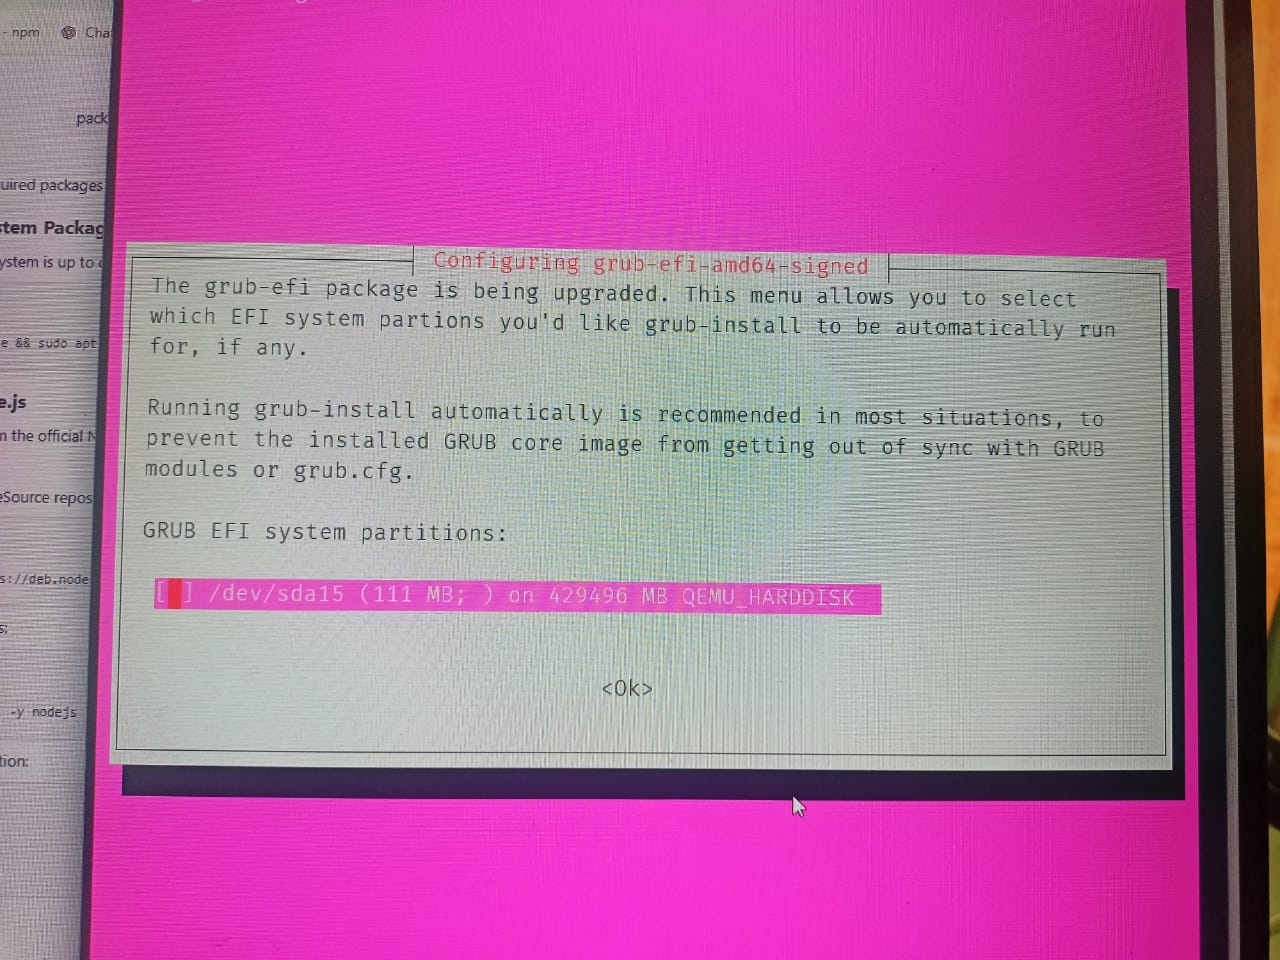 - npm Cha
pack
uired packages
stem Packag
ystem is up to
e && sudo apt
e.js
n the official N
eSource repos
s://deb.node
s:
-y nodejs
tion:
Configuring grub-efi-amd64-signed
The grub-efi package is being upgraded. This menu allows you to select
which EFI system partions you'd like grub-install to be automatically run
for, if any.
Running grub-install automatically is recommended in most situations, to
prevent the installed GRUB core image from getting out of sync with GRUB
modules or grub.cfg.
GRUB EFI system partitions:
[ ] /dev/sda15 (111 MB; ) on 429496 MB QEMU_HARDDISK
<Ok>